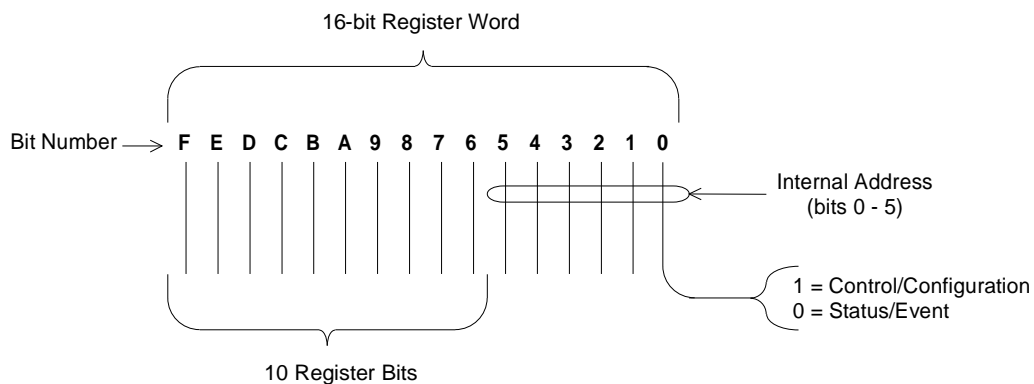 16-bit Register Word
Bit Number F E D C B A 9 8 7 6 5 4 3 2 1 0
Internal Address
(bits 0 - 5)
1 = Control/Configuration
0 = Status/Event
10 Register Bits